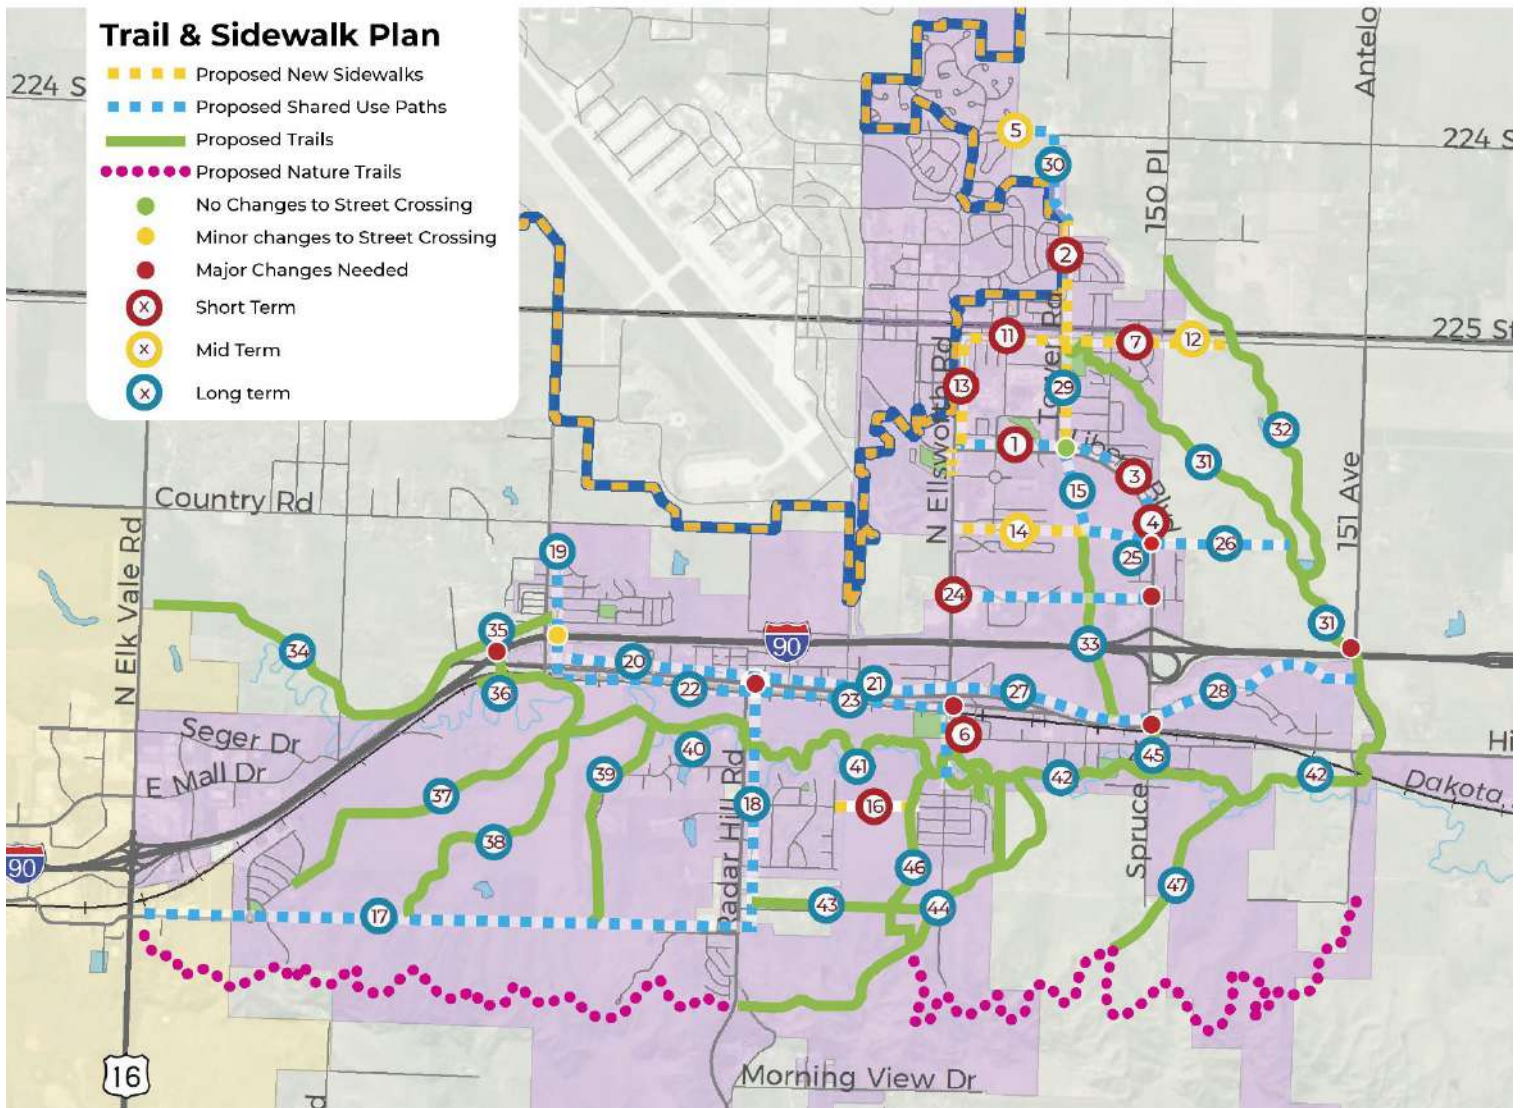 Trail & Sidewalk Plan
Proposed New Sidewalks
Proposed Shared Use Paths
Proposed Trails
Proposed Nature Trails
No Changes to Street Crossing
Minor changes to Street Crossing
Major Changes Needed
X Short Term
X Mid Term
X Long term
224 S
Antelo
224 S
5
30
150 Pl
2
225 St
11
7
12
N Ellsworth Rd
13
Tower Rd
29
32
1
Liberty Blvd
3
31
15
Country Rd
N Elk Vale Rd
4
14
25
26
151 Ave
19
24
31
35
90
33
34
20
36
22
21
23
27
28
Seger Dr
6
Hi
E Mall Dr
40
45
39
41
42
42
Dakota,
37
Radar Hill Rd
18
16
38
Spruce
90
46
47
17
43
44
16
Morning View Dr
d